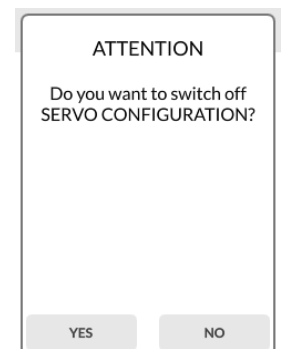 ATTENTION
Do you want to switch off
SERVO CONFIGURATION?
YES NO